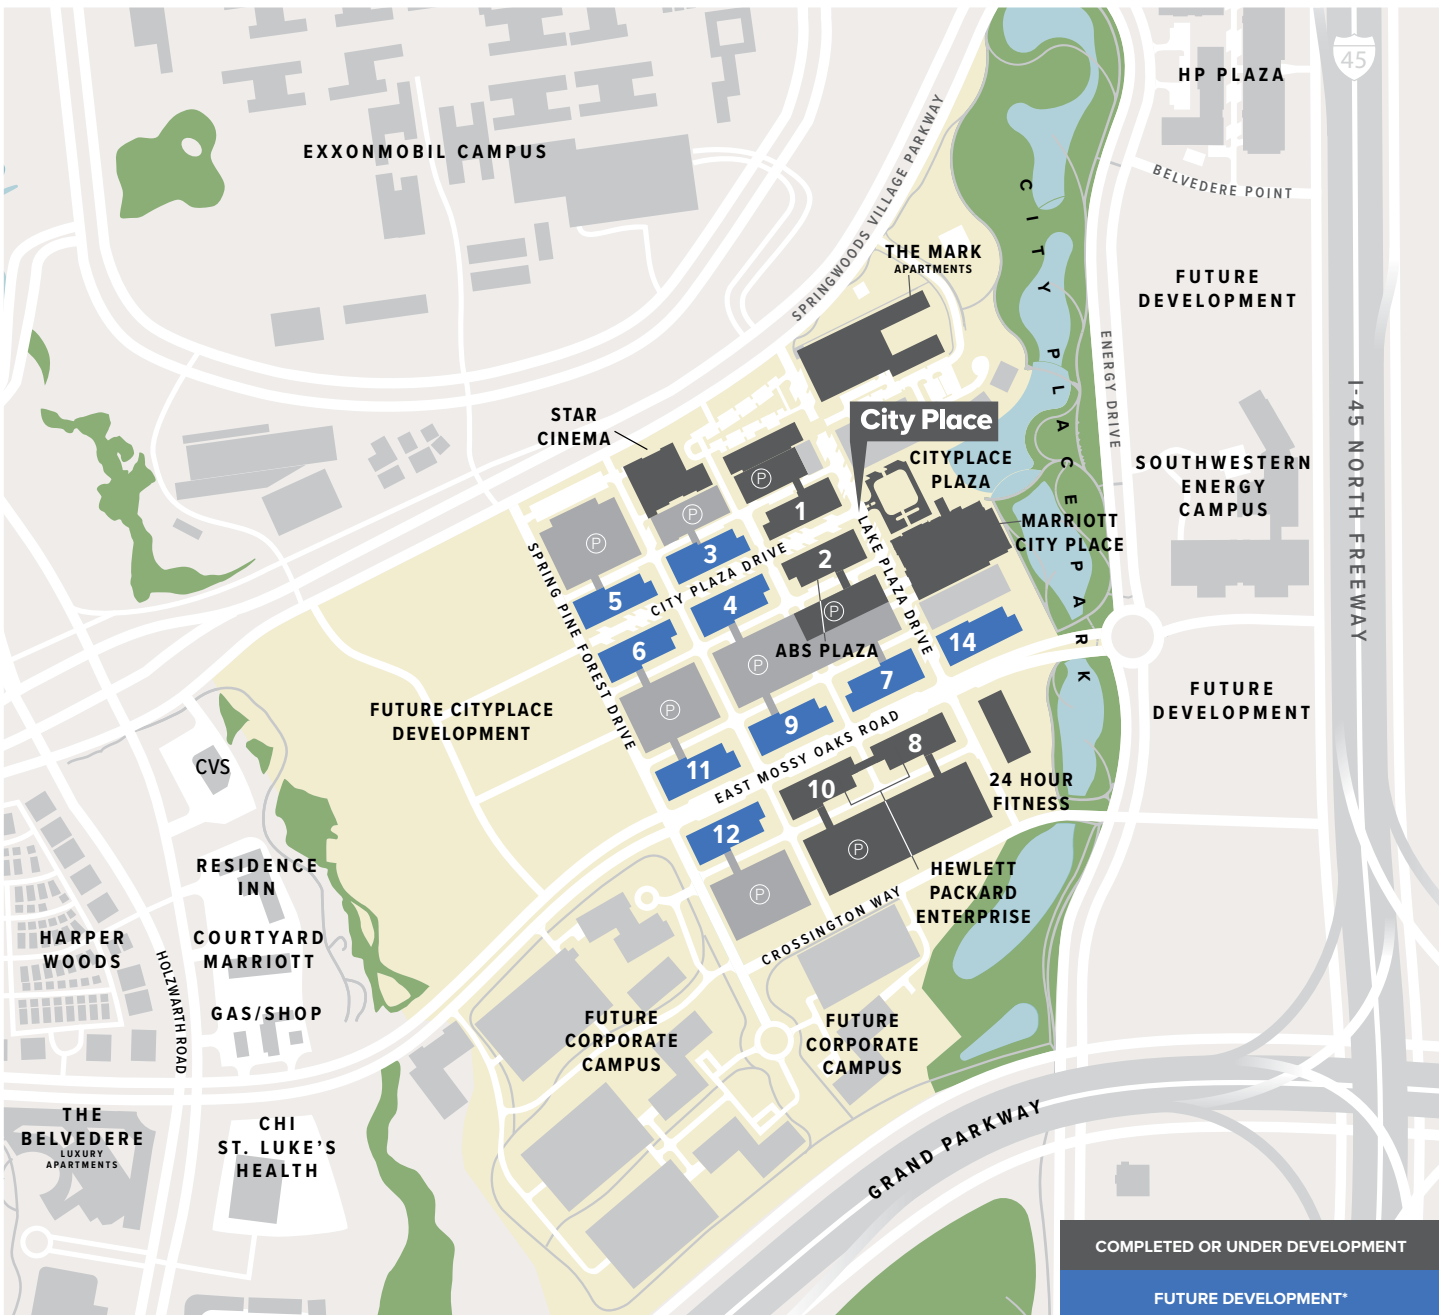 45
HP PLAZA
EXXONMOBIL CAMPUS
SPRINGWOODS VILLAGE PARKWAY
BELVEDERE POINT
CITY PLACE PARK
THE MARK
APARTMENTS
FUTURE
DEVELOPMENT
ENERGY DRIVE
I-45 NORTH FREEWAY
STAR
CINEMA
City Place
CITYPLACE
PLAZA
SOUTHWESTERN
ENERGY
CAMPUS
P
1
P
MARRIOTT
CITY PLACE
P
3
CITY PLAZA DRIVE
2
LAKE PLAZA DRIVE
SPRING PINE FOREST DRIVE
5
4
P
6
ABS PLAZA
14
P
7
FUTURE CITYPLACE
DEVELOPMENT
P
9
EAST MOSSY OAKS ROAD
8
FUTURE
DEVELOPMENT
CVS
11
10
24 HOUR
FITNESS
12
P
RESIDENCE
INN
P
HEWLETT
PACKARD
ENTERPRISE
CROSSINGTON WAY
HARPER
WOODS
HOLZWARTH ROAD
COURTYARD
MARRIOTT
GAS/SHOP
FUTURE
CORPORATE
CAMPUS
FUTURE
CORPORATE
CAMPUS
THE
BELVEDERE
LUXURY
APARTMENTS
CHI
ST. LUKE'S
HEALTH
GRAND PARKWAY
COMPLETED OR UNDER DEVELOPMENT
FUTURE DEVELOPMENT*